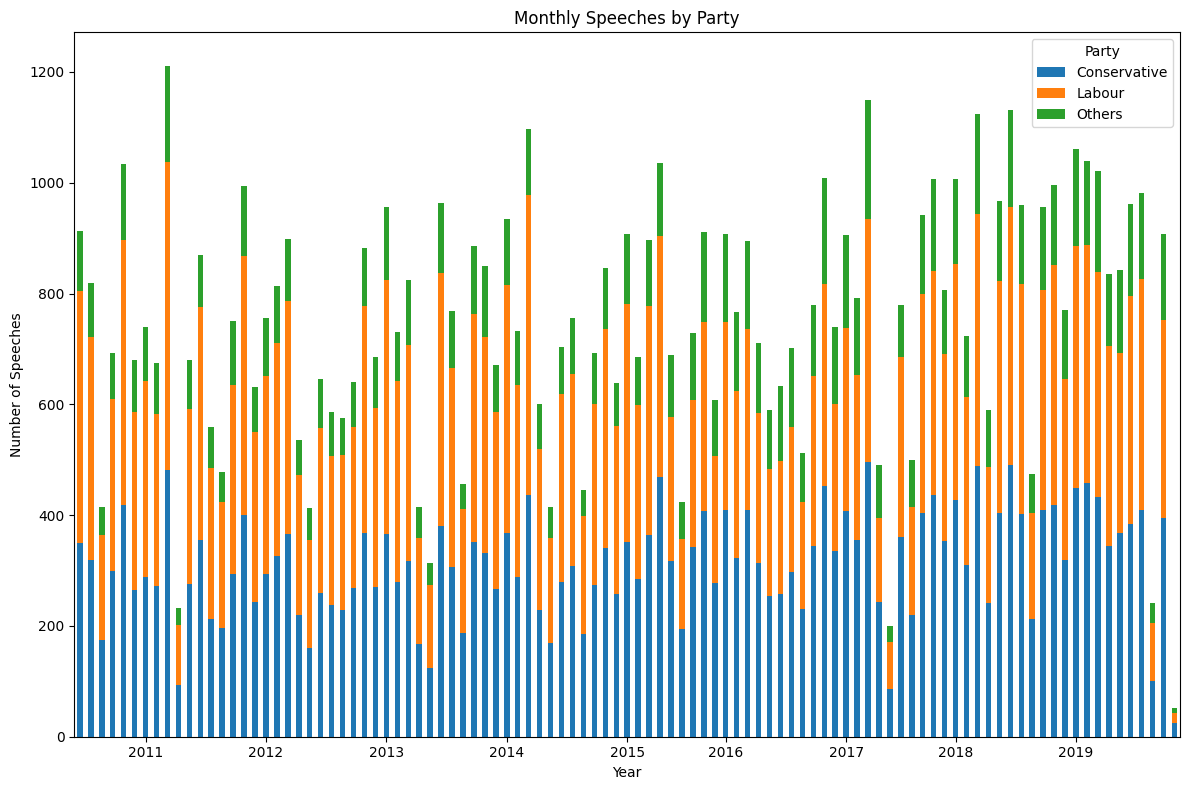 Monthly Speeches by Party
Party
Conservative
Labour
Others
Number of Speeches
1200
1000
800
600
400
200
0
2011 2012 2013 2014 2015 2016 2017 2018 2019
Year